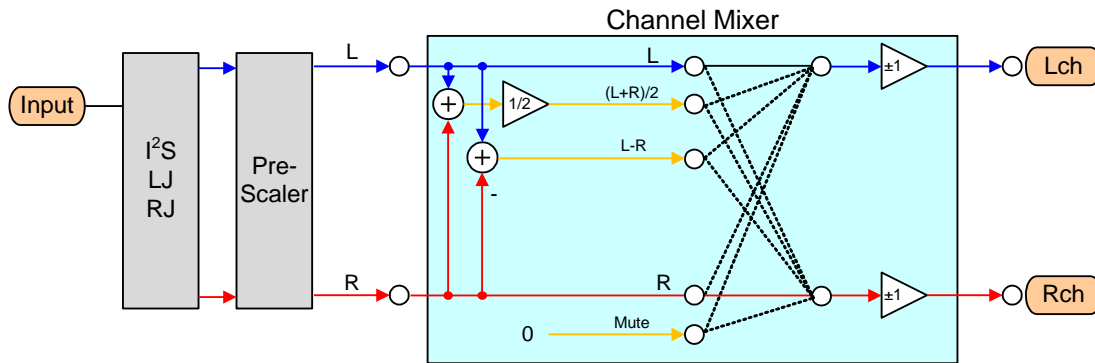 Channel Mixer
Input
I²S
LJ
RJ
Pre-
Scaler
L
R
+
1/2
(L+R)/2
+
-
L-R
L
R
0
Mute
±1
±1
Lch
Rch